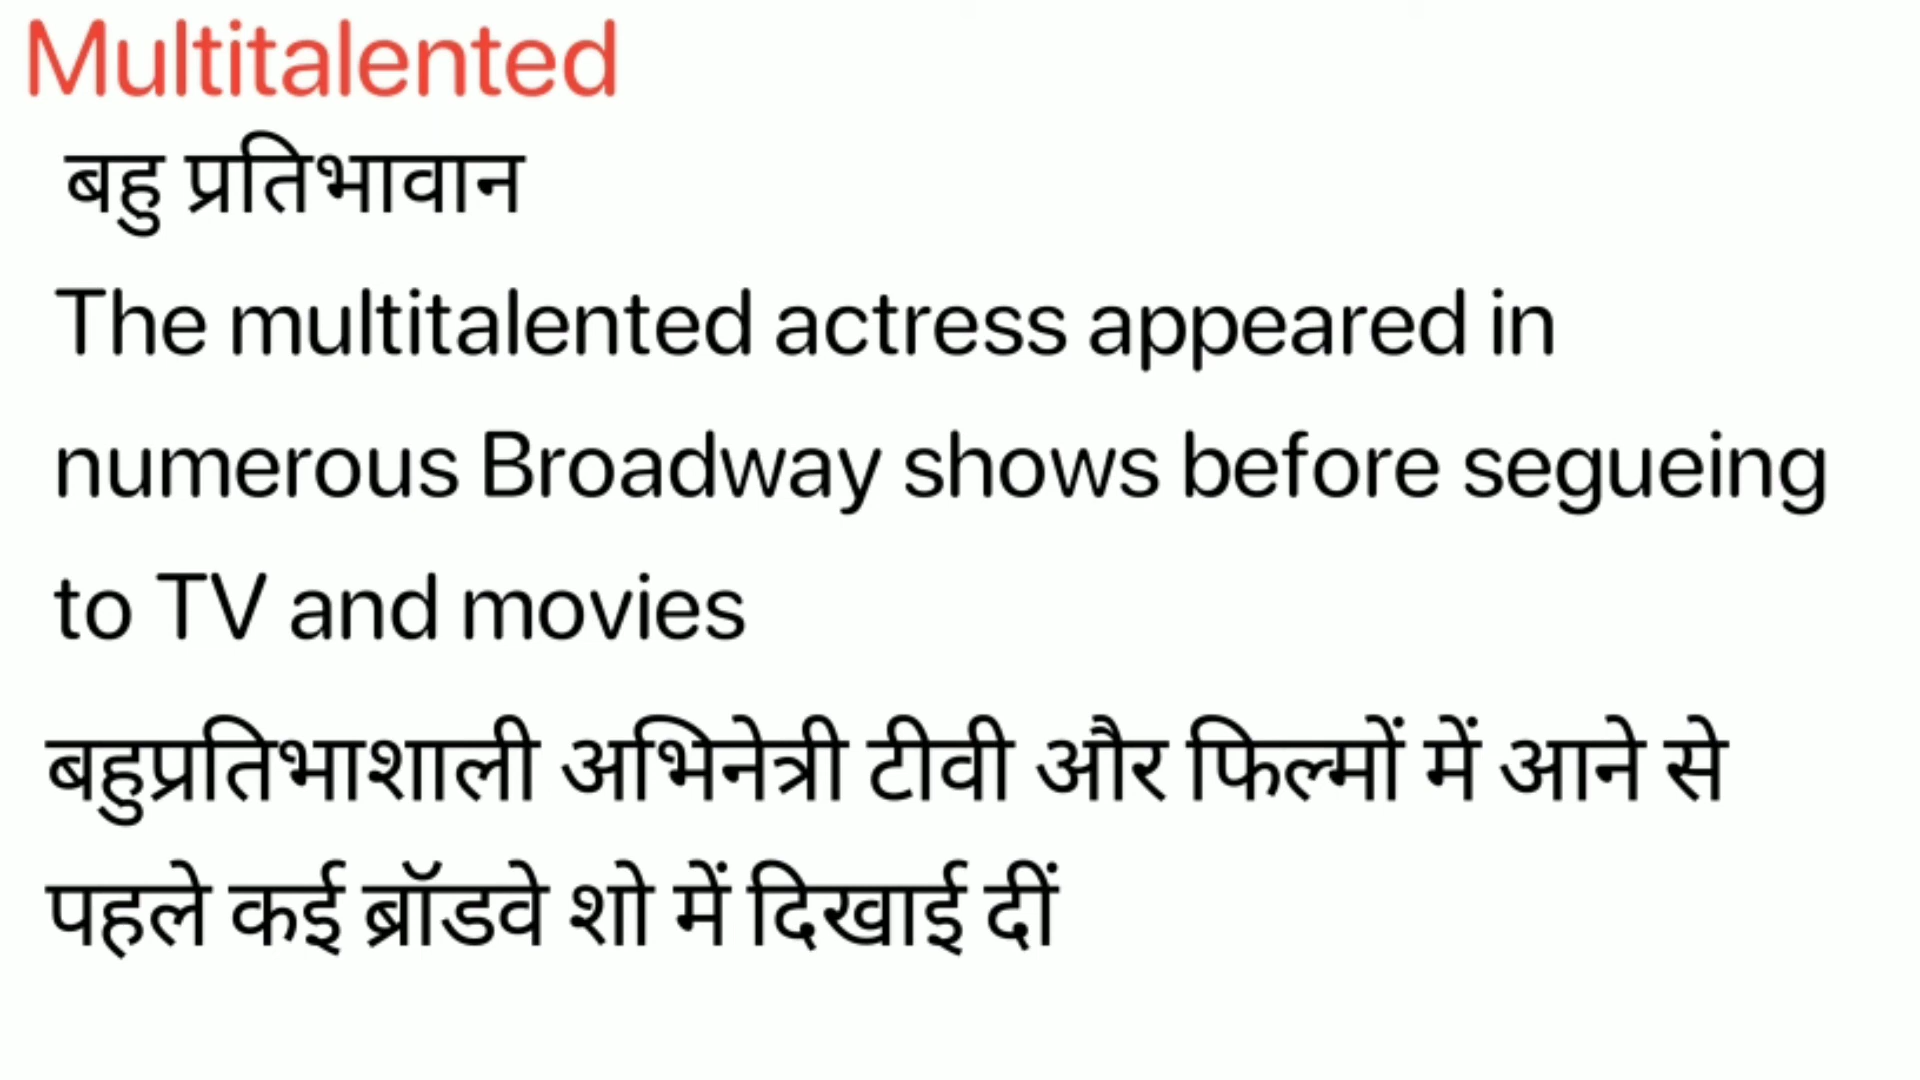 Multitalented
बहु प्रतिभावान
The multitalented actress appeared in
numerous Broadway shows before segueing
to TV and movies
बहुप्रतिभाशाली अभिनेत्री टीवी और फिल्मों में आने से
पहले कई ब्रॉडवे शो में दिखाई दीं